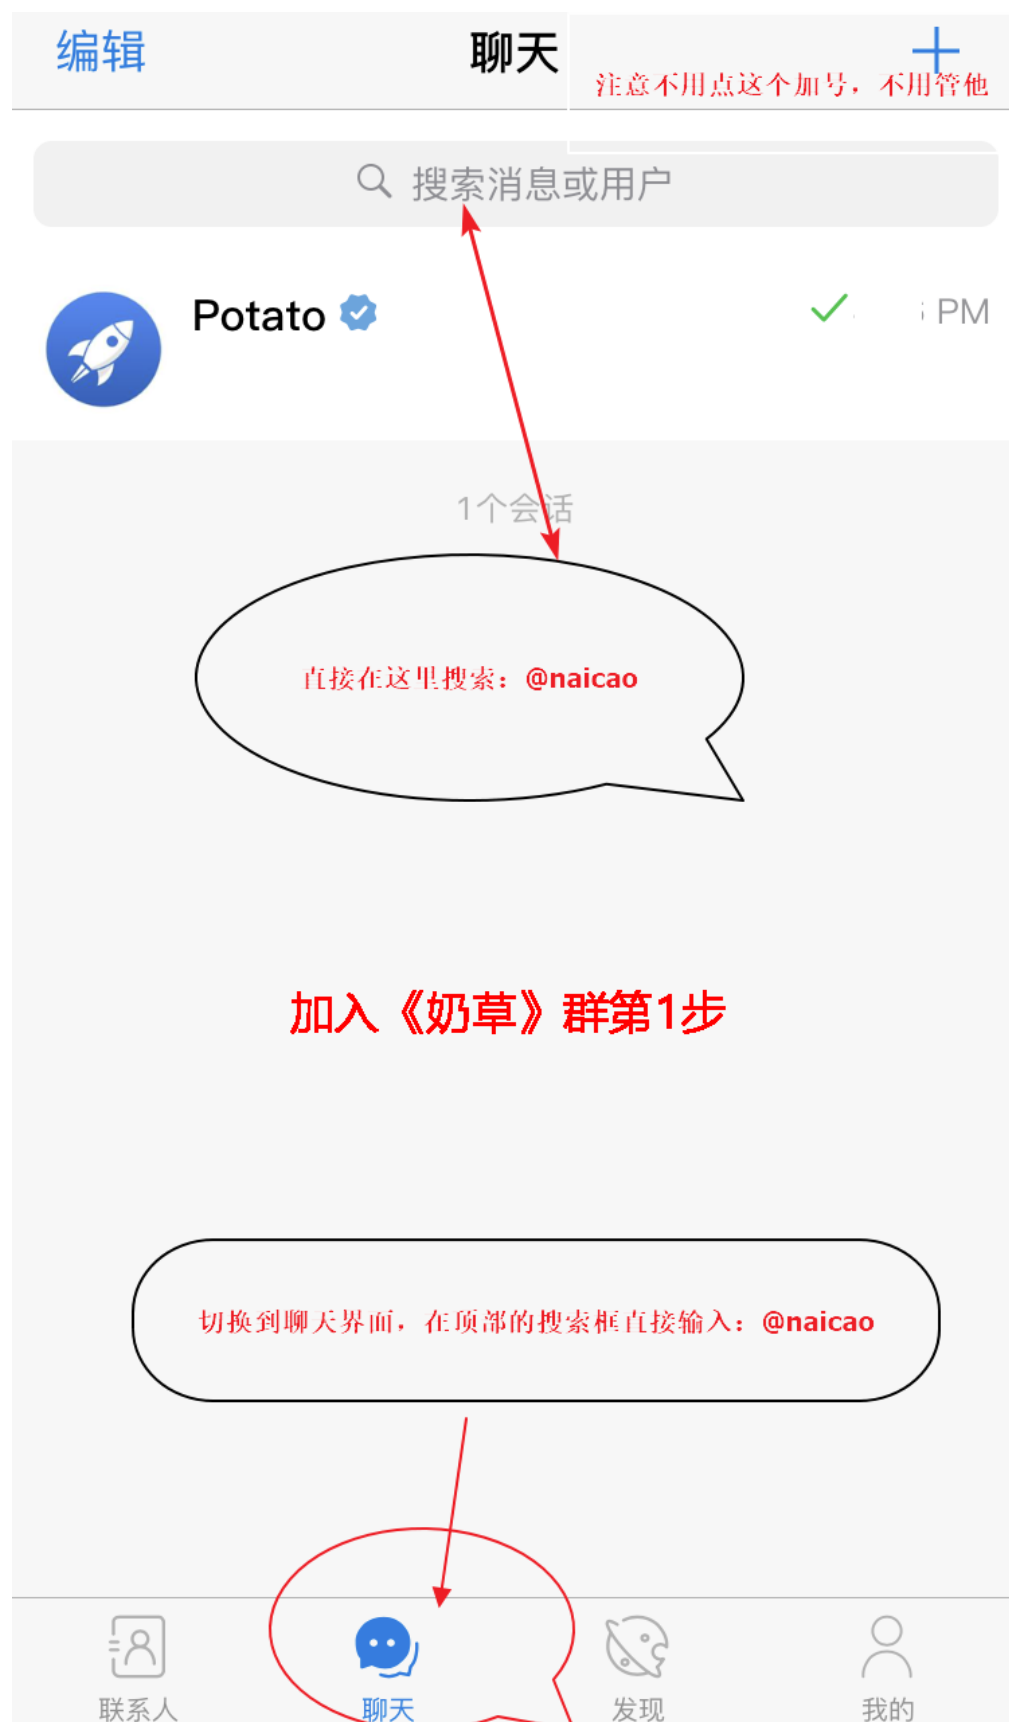 编辑
聊天
注意不用点这个加号，不用管他
搜索消息或用户
Potato
PM
1个会话
直接在这里搜索：@naicao
加入《奶草》群第1步
切换到聊天界面，在顶部的搜索框直接输入：@naicao
联系人
聊天
发现
我的